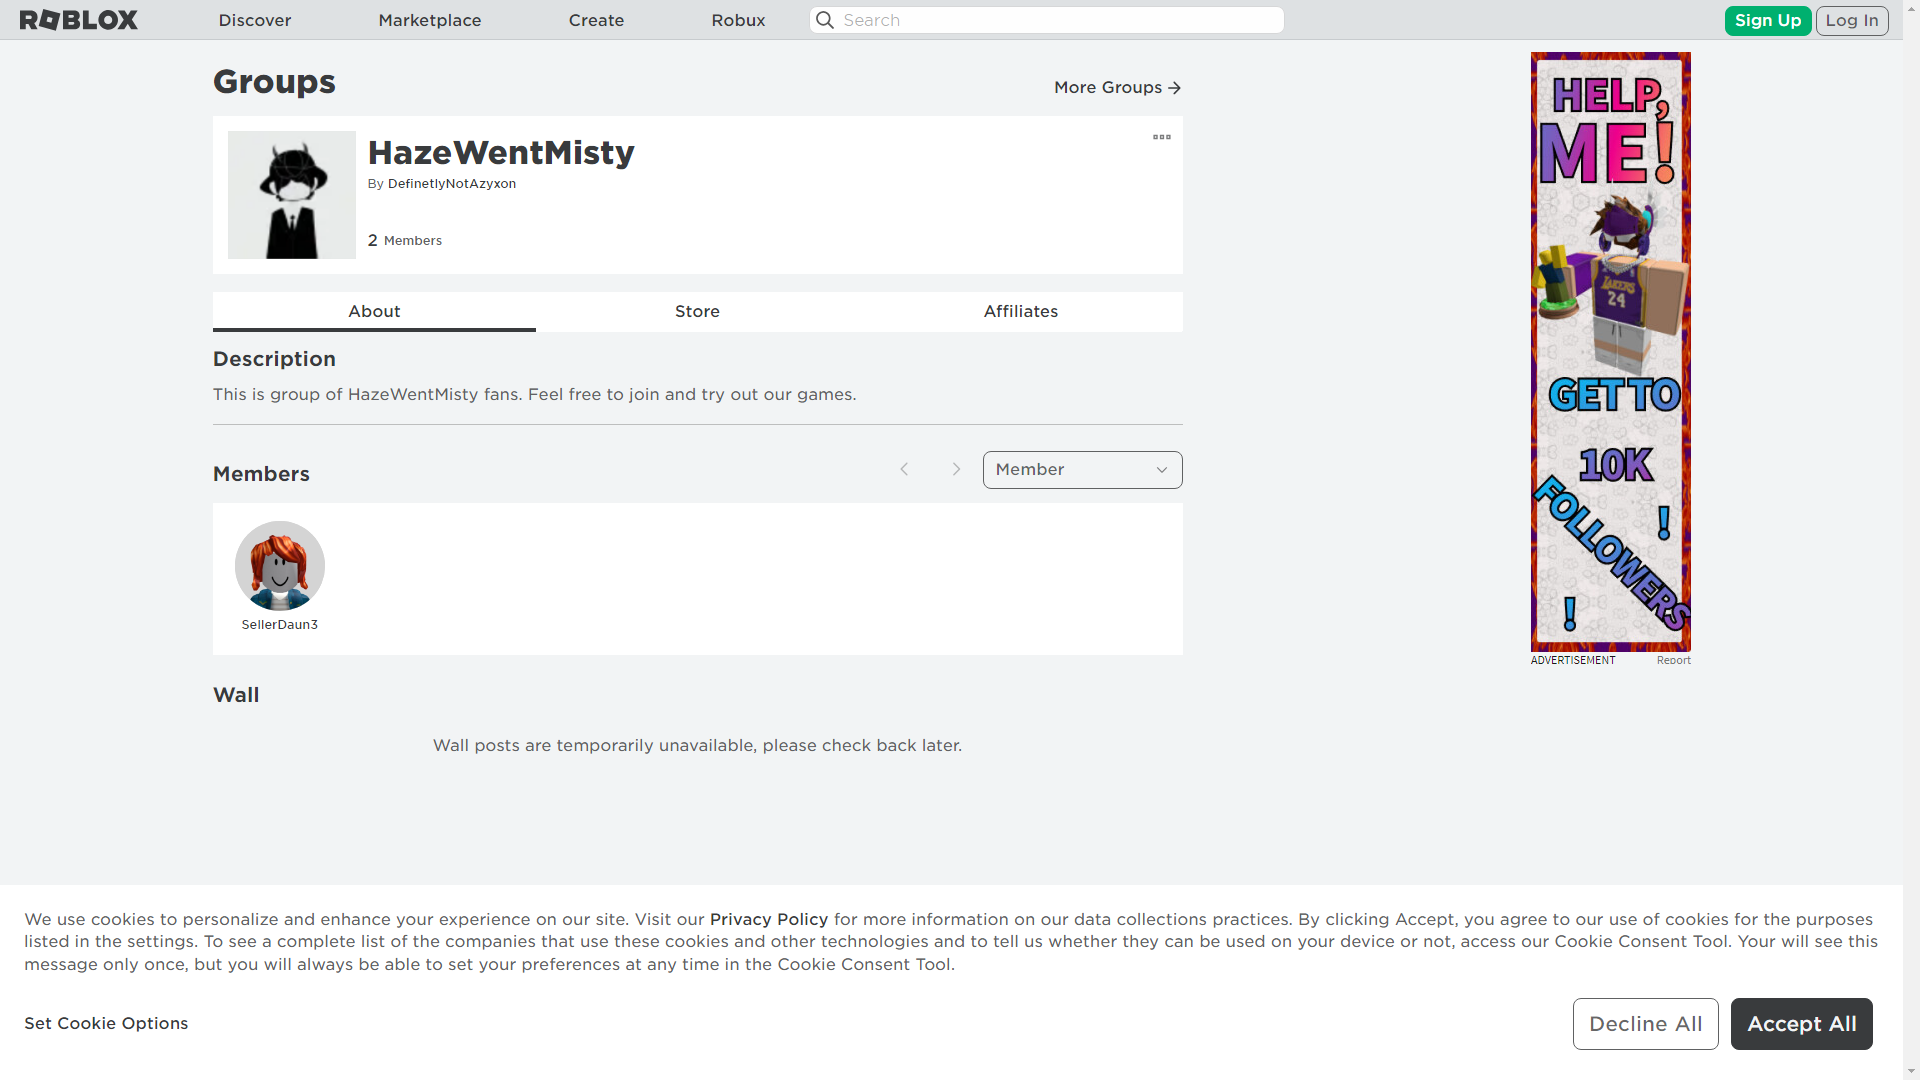 ROBLOX
Discover
Marketplace
Create
Robux
Search
Sign Up
Log In
Groups
More Groups
HazeWentMisty
By DefinetlyNotAzyxon
2 Members
About
Store
Affiliates
Description
This is group of HazeWentMisty fans. Feel free to join and try out our games.
Members
Member
SellerDaun3
Wall
Wall posts are temporarily unavailable, please check back later.
HELP,
ME!
LAKERS
24
GET TO
10K
FOLLOWERS
!
!
ADVERTISEMENT
Report
We use cookies to personalize and enhance your experience on our site. Visit our Privacy Policy for more information on our data collections practices. By clicking Accept, you agree to our use of cookies for the purposes
listed in the settings. To see a complete list of the companies that use these cookies and other technologies and to tell us whether they can be used on your device or not, access our Cookie Consent Tool. Your will see this
message only once, but you will always be able to set your preferences at any time in the Cookie Consent Tool.
Set Cookie Options
Decline All
Accept All